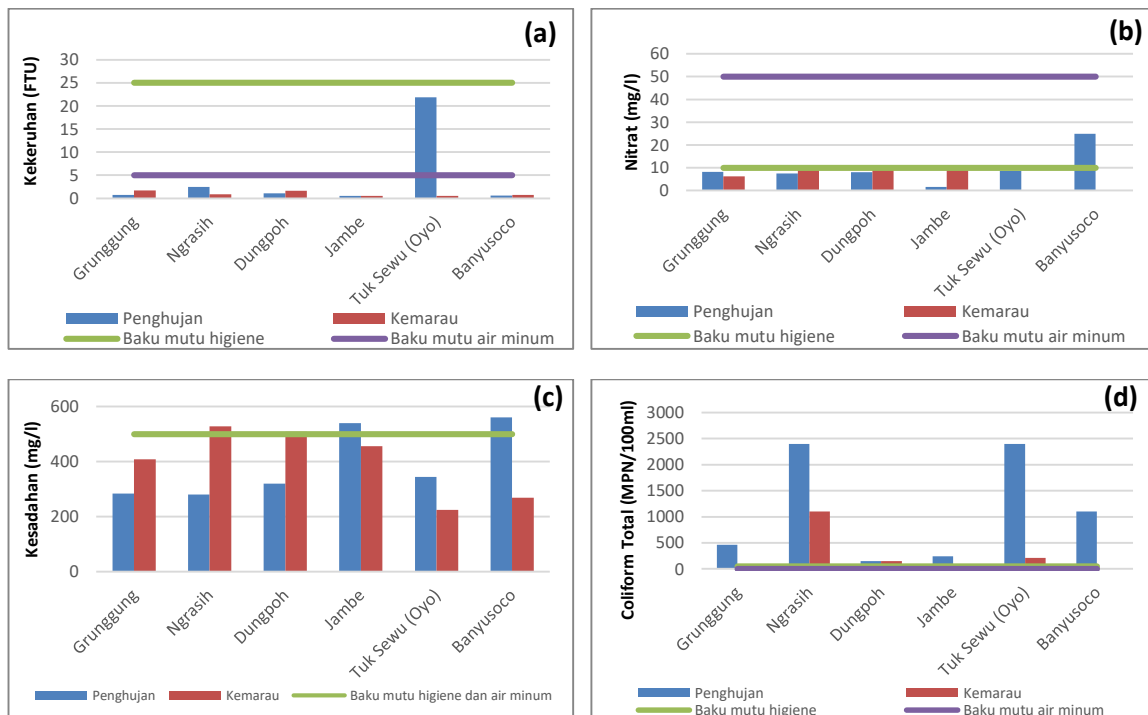 (a)
Kekeruhan (FTU)
30
25
20
15
10
5
0
Grunggung
Ngrasih
Dungpoh
Jambe
Tuk Sewu (Oyo)
Banyusoco
Penghujan
Kemarau
Baku mutu higiene
Baku mutu air minum
(b)
Nitrat (mg/l)
60
50
40
30
20
10
0
Grunggung
Ngrasih
Dungpoh
Jambe
Tuk Sewu (Oyo)
Banyusoco
Penghujan
Kemarau
Baku mutu higiene
Baku mutu air minum
(c)
Kesadahan (mg/l)
600
400
200
0
Grunggung
Ngrasih
Dungpoh
Jambe
Tuk Sewu (Oyo)
Banyusoco
Penghujan
Kemarau
Baku mutu higiene dan air minum
(d)
Coliform Total (MPN/100ml)
3000
2500
2000
1500
1000
500
0
Grunggung
Ngrasih
Dungpoh
Jambe
Tuk Sewu (Oyo)
Banyusoco
Penghujan
Kemarau
Baku mutu higiene
Baku mutu air minum